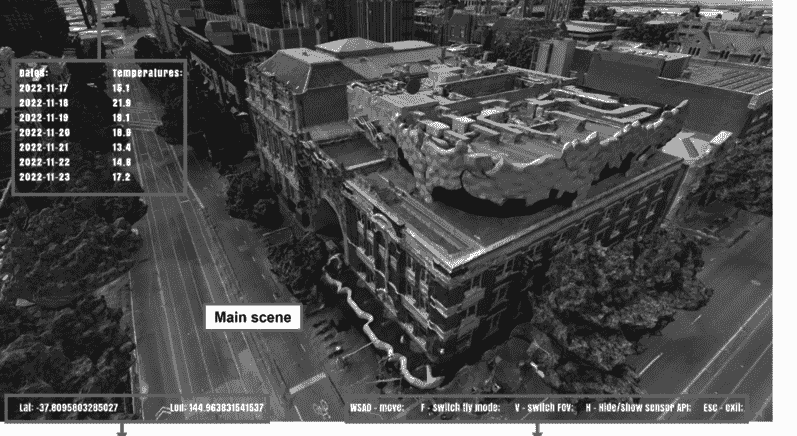 Dates: Temperatures:
2022-11-17 15.1
2022-11-18 21.9
2022-11-19 19.1
2022-11-20 16.9
2022-11-21 13.4
2022-11-22 14.8
2022-11-23 17.2
Main scene
Lat: -37.8095803285027 Lon: 144.963831541537 WSAD - move: F - switch fly mode: V - switch FOV: H - Hide/Show sensor API: Esc - exit: